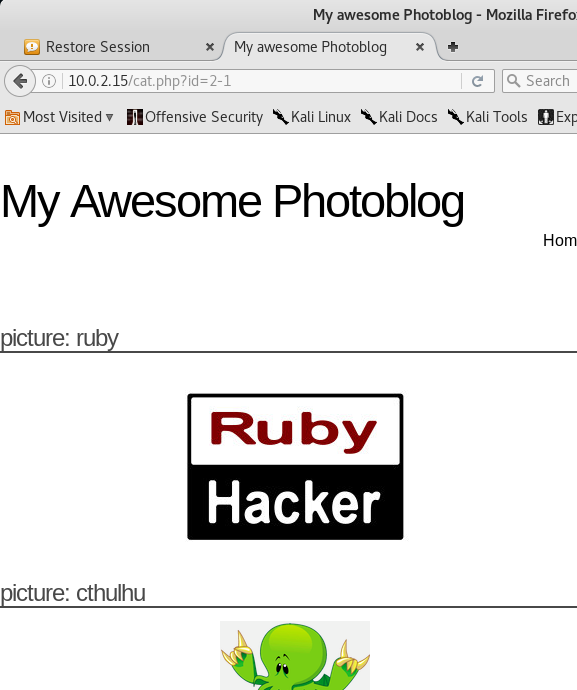 My awesome Photoblog - Mozilla Firefo
Restore Session
My awesome Photoblog
10.0.2.15/cat.php?id=2-1
Search
Most Visited
Offensive Security
Kali Linux
Kali Docs
Kali Tools
Exp
My Awesome Photoblog
Hom
picture: ruby
Ruby
Hacker
picture: cthulhu